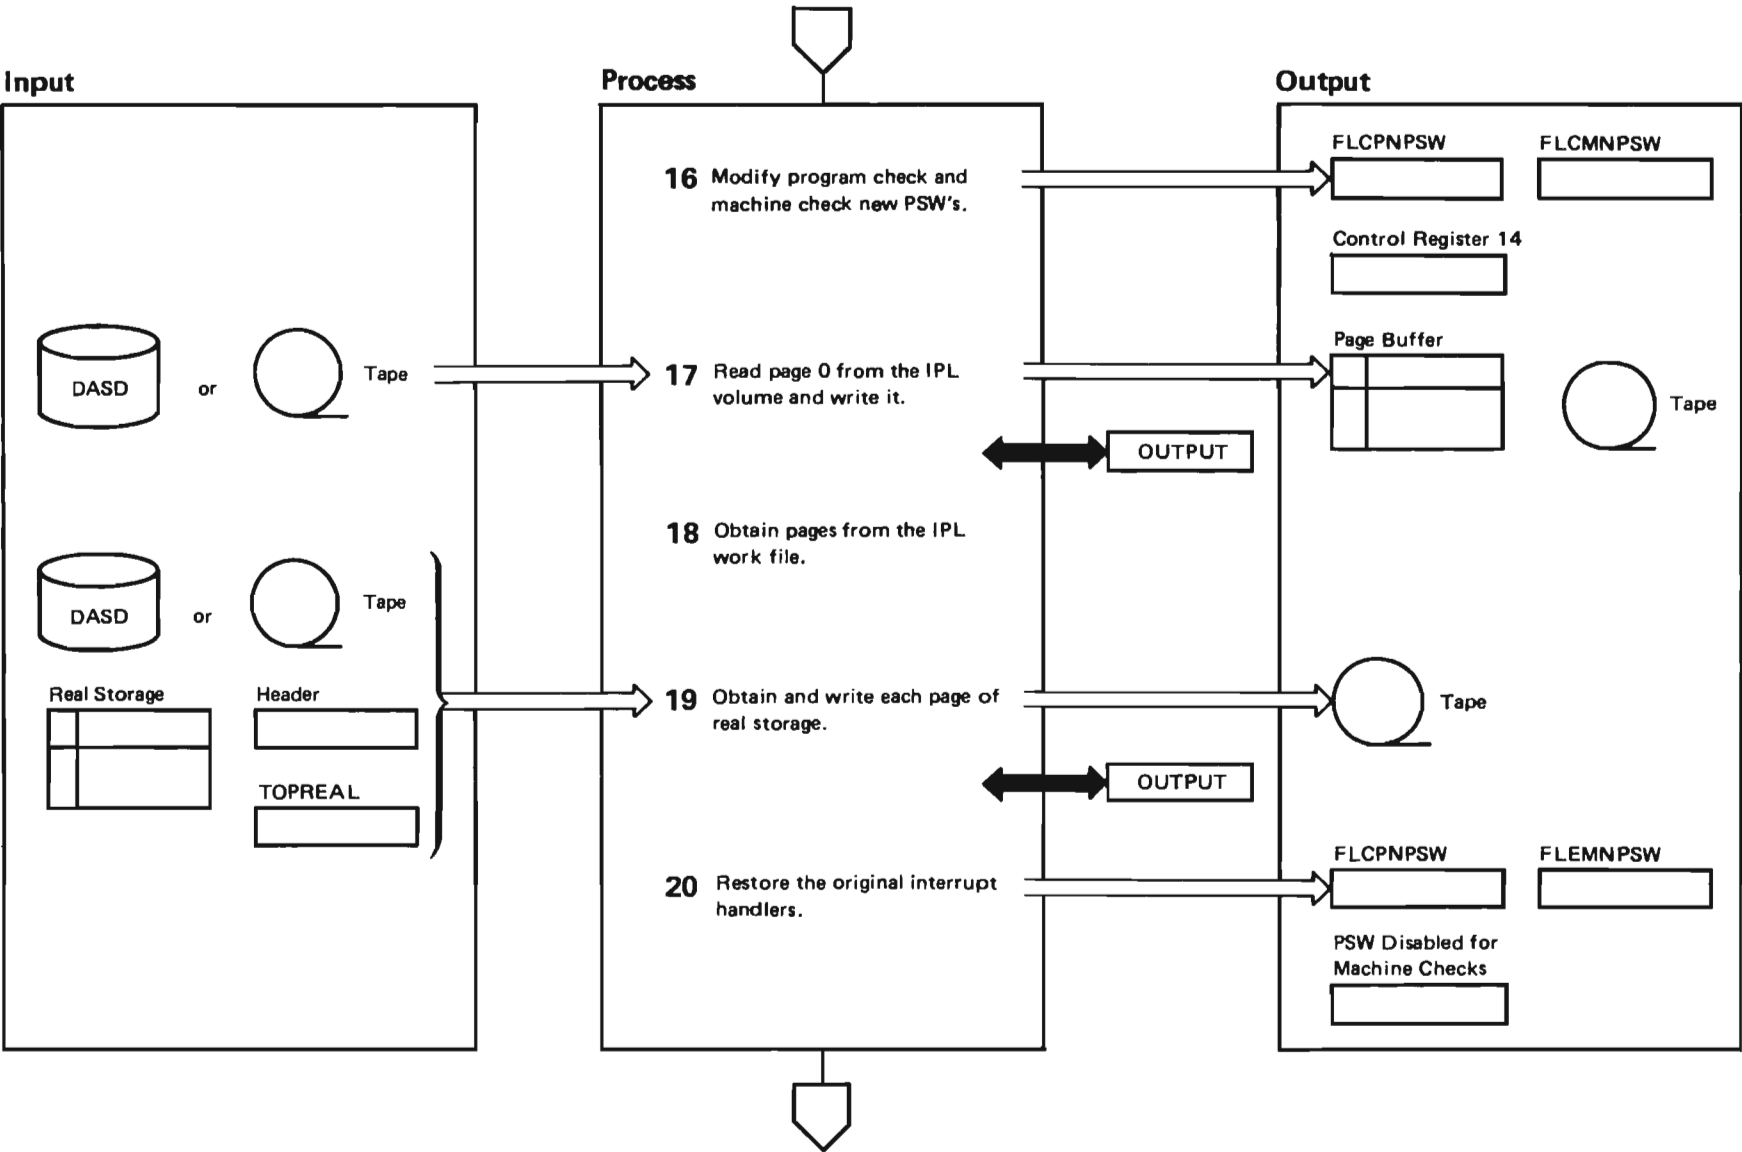 Input
Process
Output
FLCPNPSW
FLCMNPSW
16 Modify program check and
machine check new PSW's.
Control Register 14
Page Buffer
DASD
or
Tape
17 Read page 0 from the IPL
volume and write it.
Tape
OUTPUT
18 Obtain pages from the IPL
work file.
DASD
or
Tape
Real Storage
Header
19 Obtain and write each page of
real storage.
Tape
TOPREAL
OUTPUT
FLCPNPSW
FLEMNPSW
20 Restore the original interrupt
handlers.
PSW Disabled for
Machine Checks